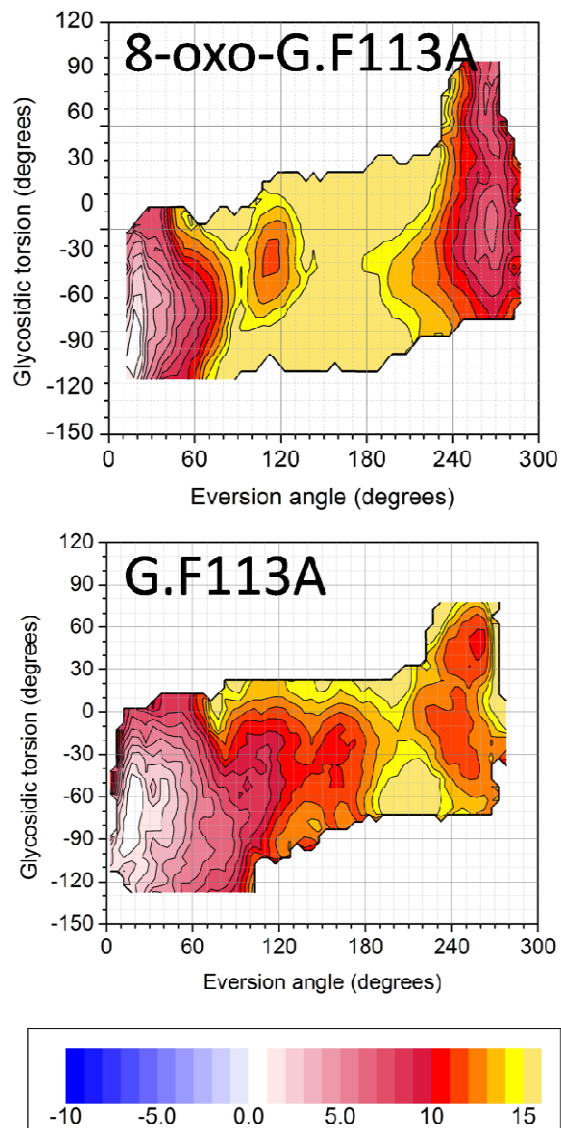 8-oxo-G.F113A
120
90
60
30
0
-30
-60
-90
-120
-150
Glycosidic torsion (degrees)
0 60 120 180 240 300
Eversion angle (degrees)
G.F113A
120
90
60
30
0
-30
-60
-90
-120
-150
Glycosidic torsion (degrees)
0 60 120 180 240 300
Eversion angle (degrees)
-10 -5.0 0.0 5.0 10 15